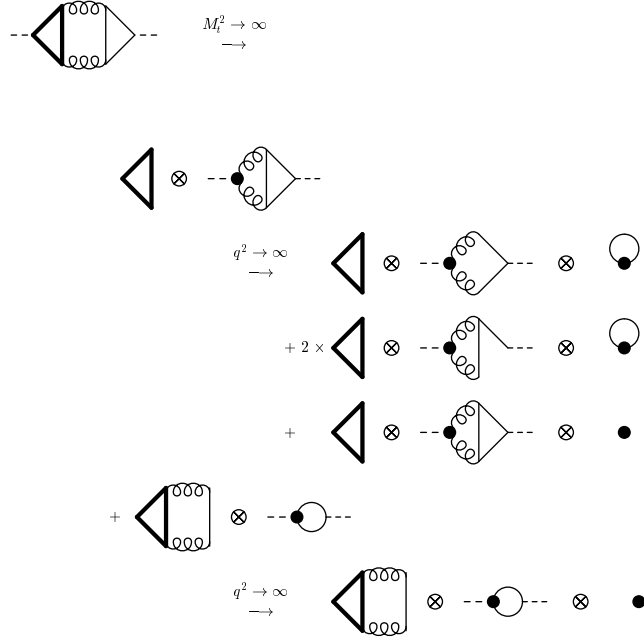 M_t^2 → ∞
⟶
⊗
q^2 → ∞
⟶
⊗ ⊗
+ 2 × ⊗ ⊗
+ ⊗ ⊗
+ ⊗
q^2 → ∞
⟶
⊗ ⊗